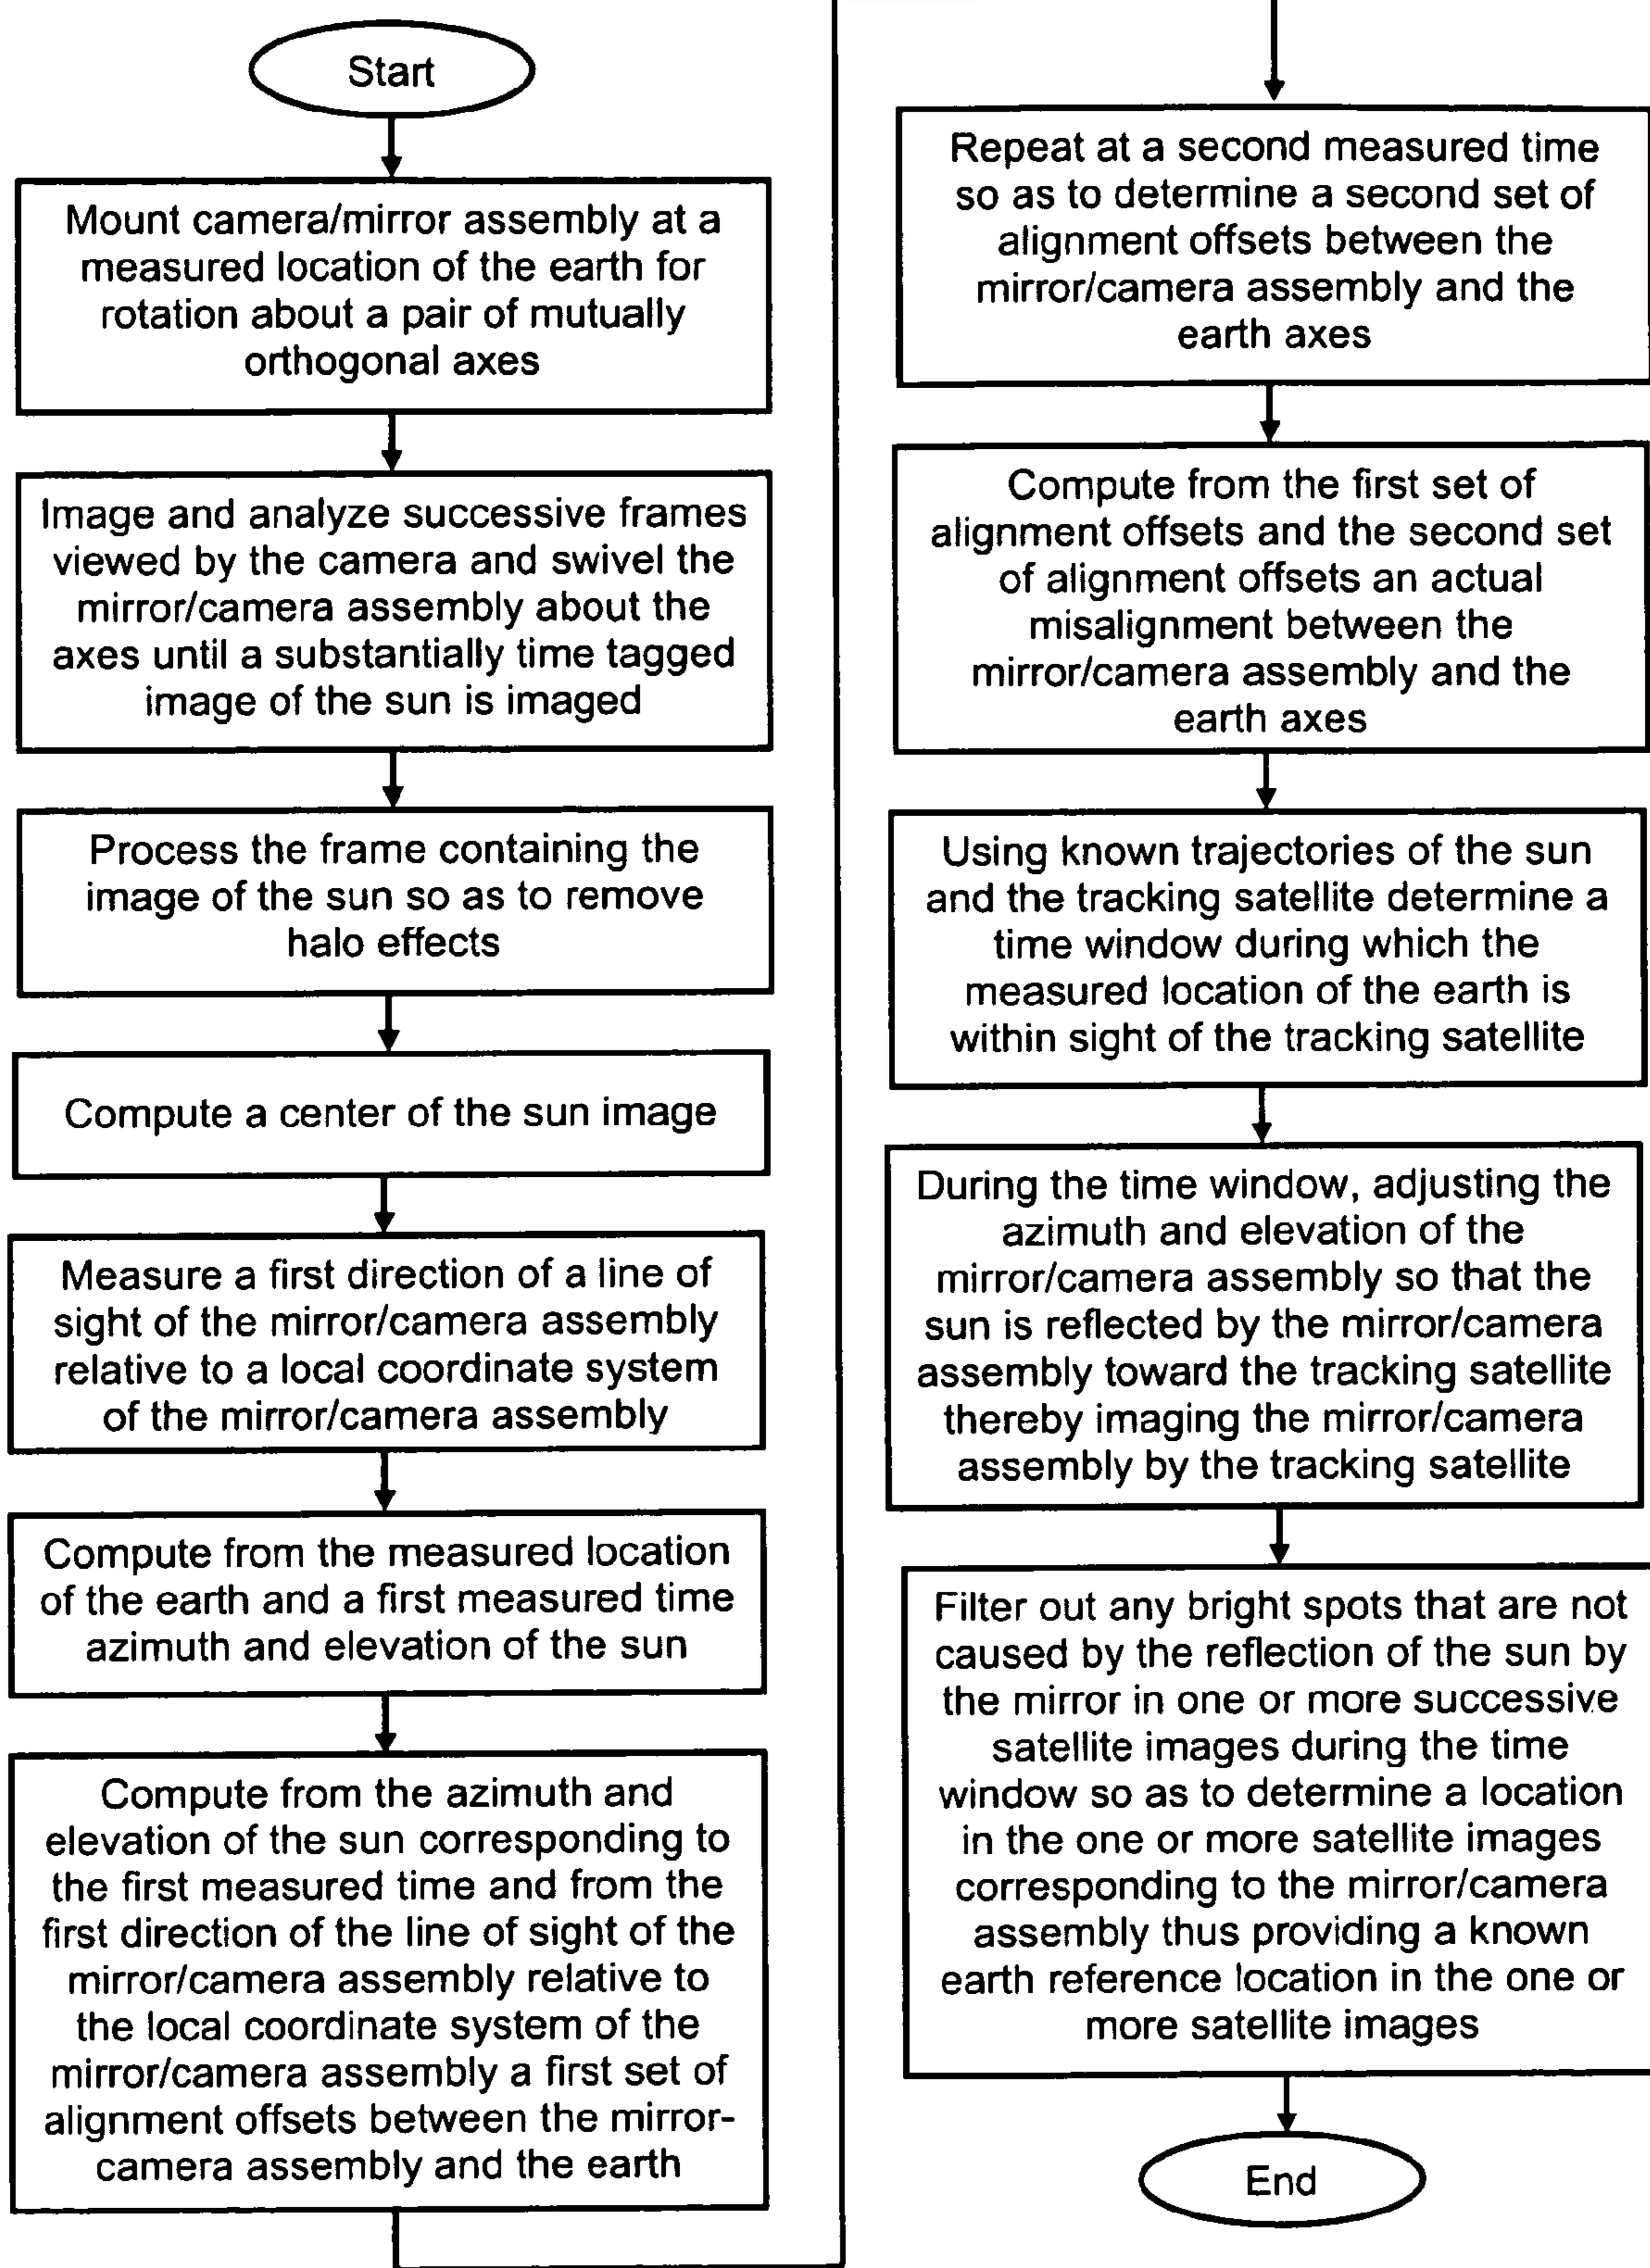 Start
Mount camera/mirror assembly at a
measured location of the earth for
rotation about a pair of mutually
orthogonal axes
Image and analyze successive frames
viewed by the camera and swivel the
mirror/camera assembly about the
axes until a substantially time tagged
image of the sun is imaged
Process the frame containing the
image of the sun so as to remove
halo effects
Compute a center of the sun image
Measure a first direction of a line of
sight of the mirror/camera assembly
relative to a local coordinate system
of the mirror/camera assembly
Compute from the measured location
of the earth and a first measured time
azimuth and elevation of the sun
Compute from the azimuth and
elevation of the sun corresponding to
the first measured time and from the
first direction of the line of sight of the
mirror/camera assembly relative to
the local coordinate system of the
mirror/camera assembly a first set of
alignment offsets between the mirror-
camera assembly and the earth
Repeat at a second measured time
so as to determine a second set of
alignment offsets between the
mirror/camera assembly and the
earth axes
Compute from the first set of
alignment offsets and the second set
of alignment offsets an actual
misalignment between the
mirror/camera assembly and the
earth axes
Using known trajectories of the sun
and the tracking satellite determine a
time window during which the
measured location of the earth is
within sight of the tracking satellite
During the time window, adjusting the
azimuth and elevation of the
mirror/camera assembly so that the
sun is reflected by the mirror/camera
assembly toward the tracking satellite
thereby imaging the mirror/camera
assembly by the tracking satellite
Filter out any bright spots that are not
caused by the reflection of the sun by
the mirror in one or more successive
satellite images during the time
window so as to determine a location
in the one or more satellite images
corresponding to the mirror/camera
assembly thus providing a known
earth reference location in the one or
more satellite images
End